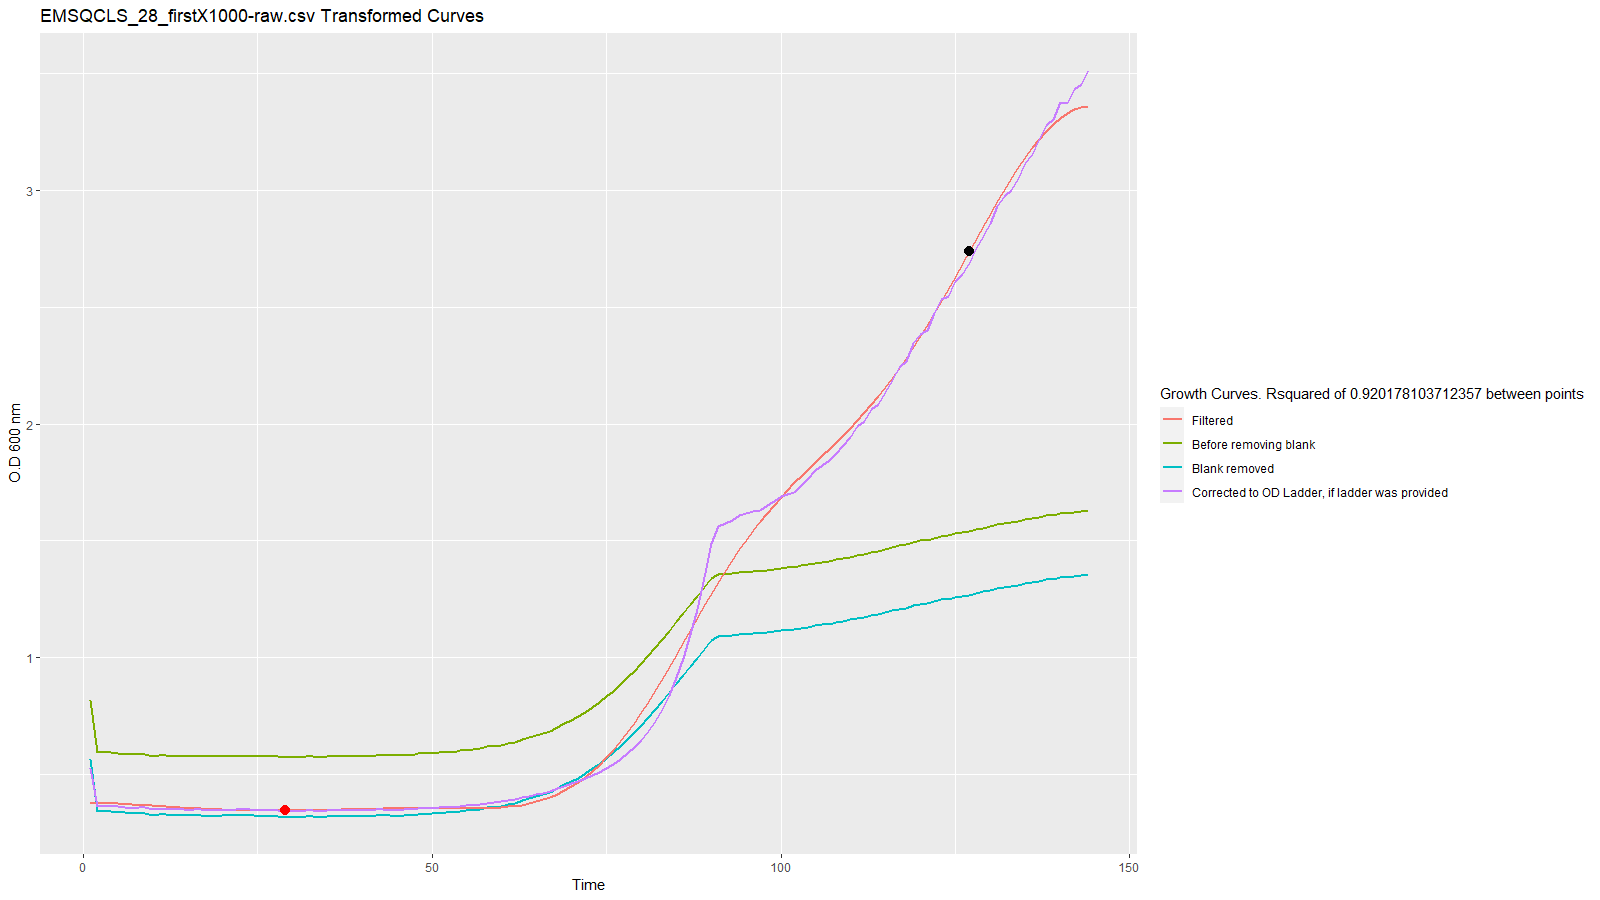 EMSQCLS_28_firstX1000-raw.csv Transformed Curves
3
2
1
O.D 600 nm
0
50
100
150
Time
Growth Curves. Rsquared of 0.920178103712357 between points
Filtered
Before removing blank
Blank removed
Corrected to OD Ladder, if ladder was provided